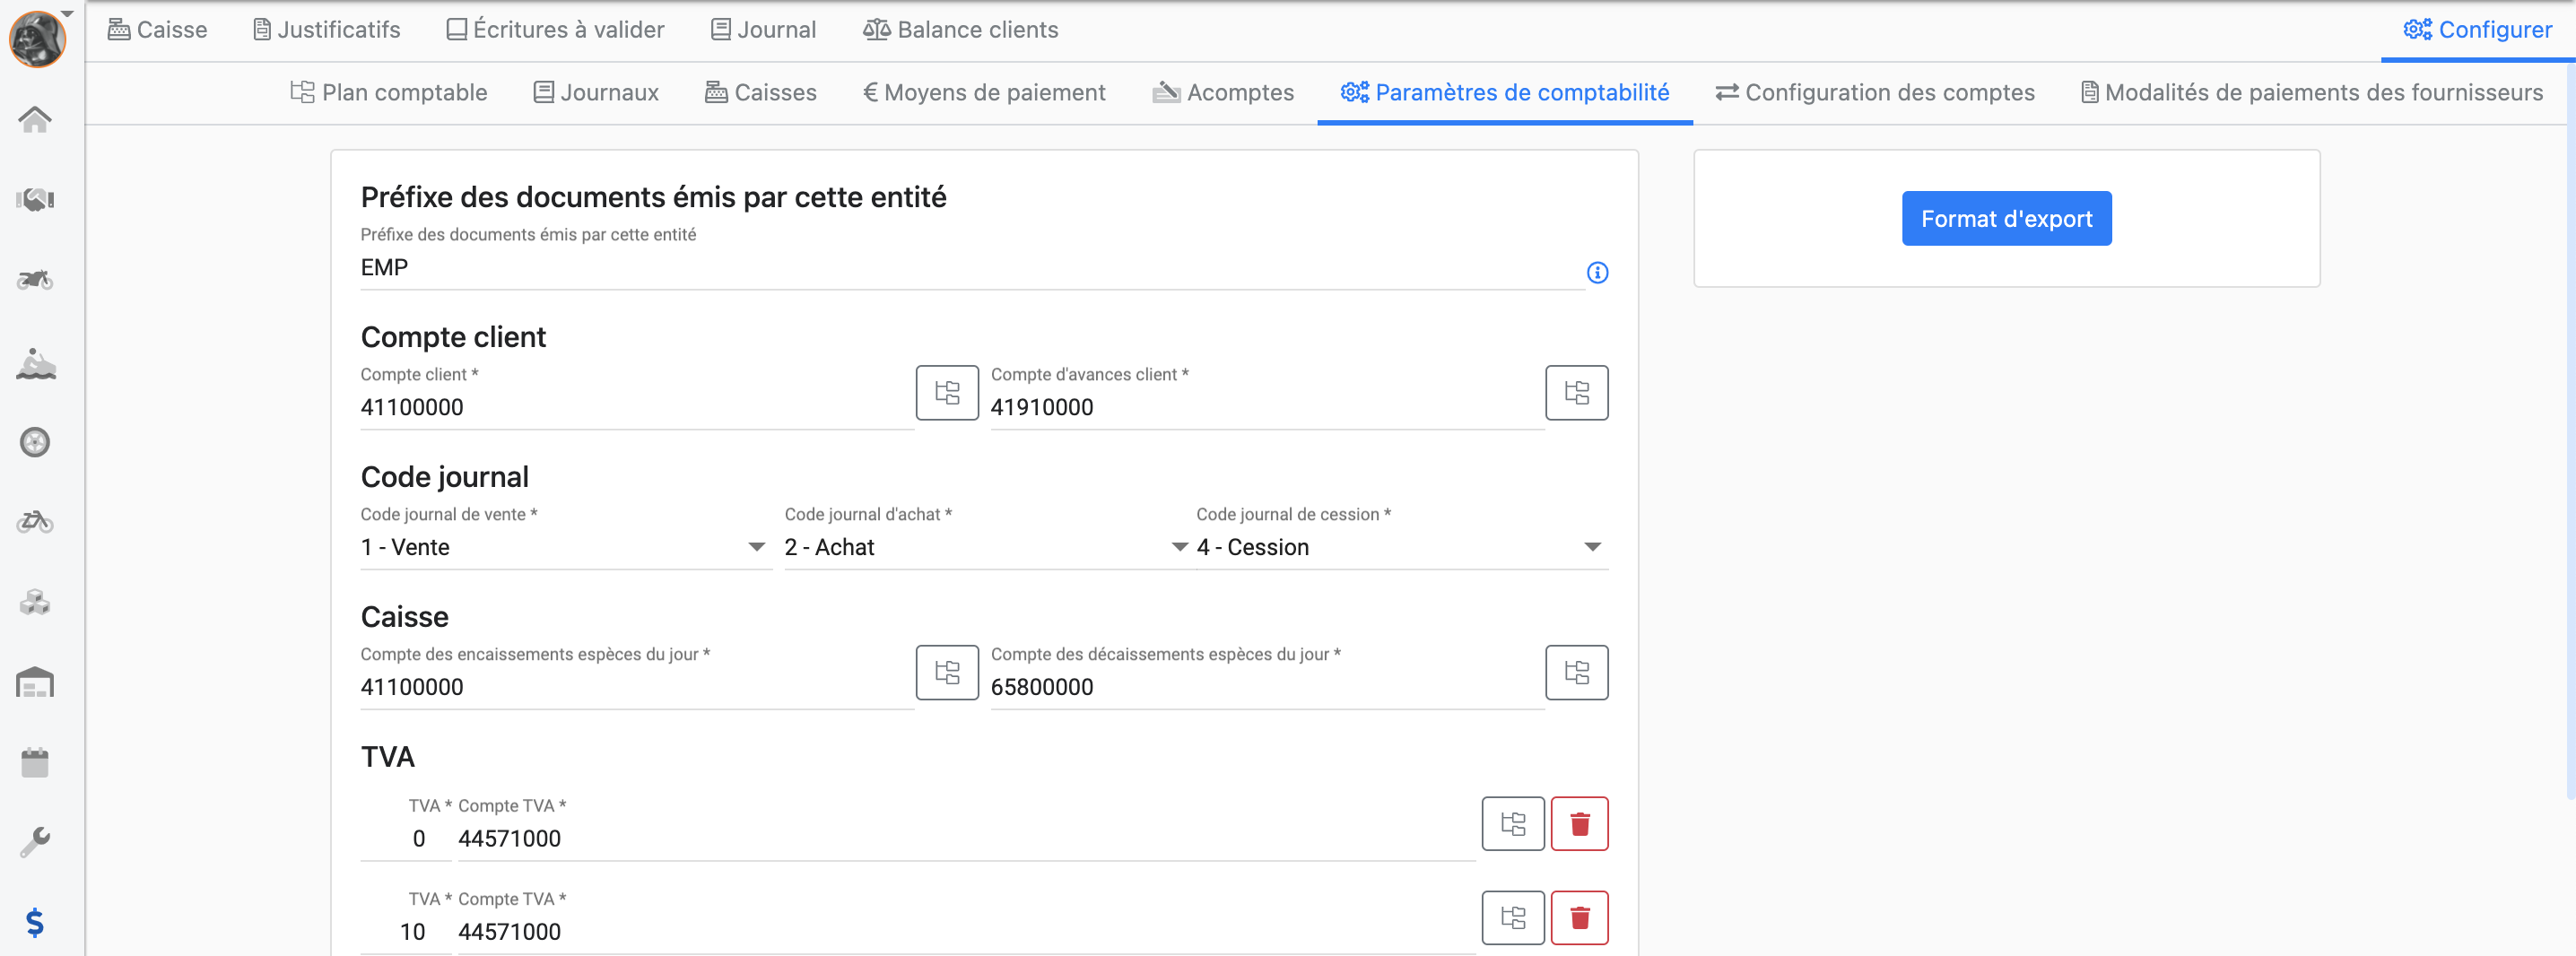 Caisse Justificatifs Écritures à valider Journal Balance clients Configurer
Plan comptable Journaux Caisses € Moyens de paiement Acomptes Paramètres de comptabilité Configuration des comptes Modalités de paiements des fournisseurs
Préfixe des documents émis par cette entité
Préfixe des documents émis par cette entité
EMP
Format d'export
Compte client
Compte client * Compte d'avances client *
41100000 41910000
Code journal
Code journal de vente * Code journal d'achat * Code journal de cession *
1 - Vente 2 - Achat 4 - Cession
Caisse
Compte des encaissements espèces du jour * Compte des décaissements espèces du jour *
41100000 65800000
TVA
TVA * Compte TVA *
0 44571000
TVA * Compte TVA *
10 44571000